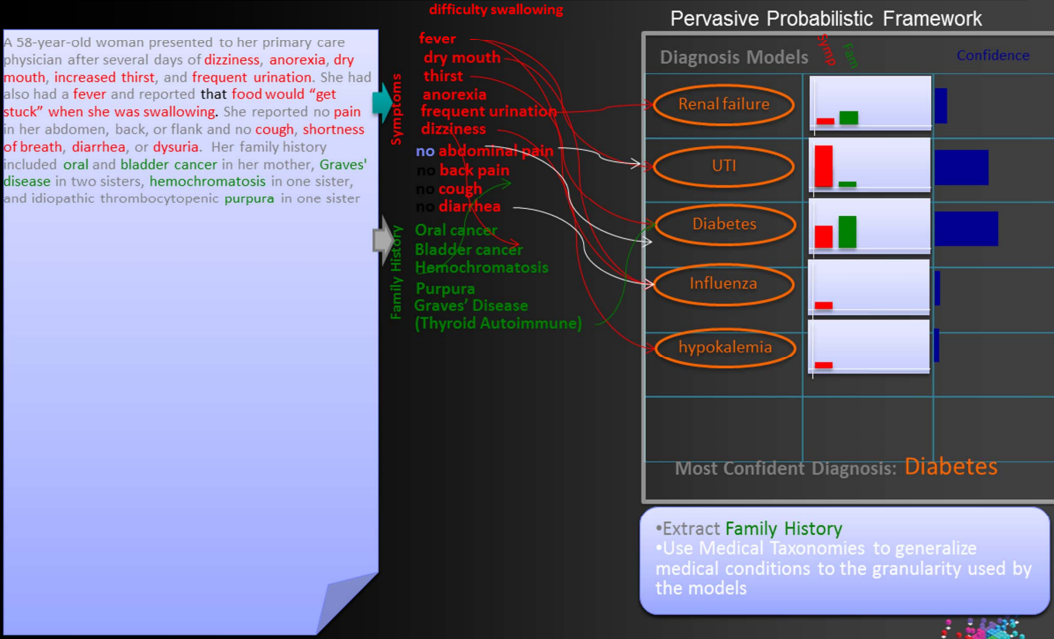 difficulty swallowing
Pervasive Probabilistic Framework
A 58-year-old woman presented to her primary care
physician after several days of dizziness, anorexia, dry
mouth, increased thirst, and frequent urination. She had
also had a fever and reported that food would “get
stuck” when she was swallowing. She reported no pain
in her abdomen, back, or flank and no cough, shortness
of breath, diarrhea, or dysuria. Her family history
included oral and bladder cancer in her mother, Graves'
disease in two sisters, hemochromatosis in one sister,
and idiopathic thrombocytopenic purpura in one sister
Symptoms
fever
dry mouth
thirst
anorexia
frequent urination
dizziness
no abdominal pain
no back pain
no cough
no diarrhea
Family History
Oral cancer
Bladder cancer
Hemochromatosis
Purpura
Graves’ Disease
(Thyroid Autoimmune)
Diagnosis Models
Symp
Fam
Confidence
Renal failure
UTI
Diabetes
Influenza
hypokalemia
Most Confident Diagnosis: Diabetes
•Extract Family History
•Use Medical Taxonomies to generalize
medical conditions to the granularity used by
the models